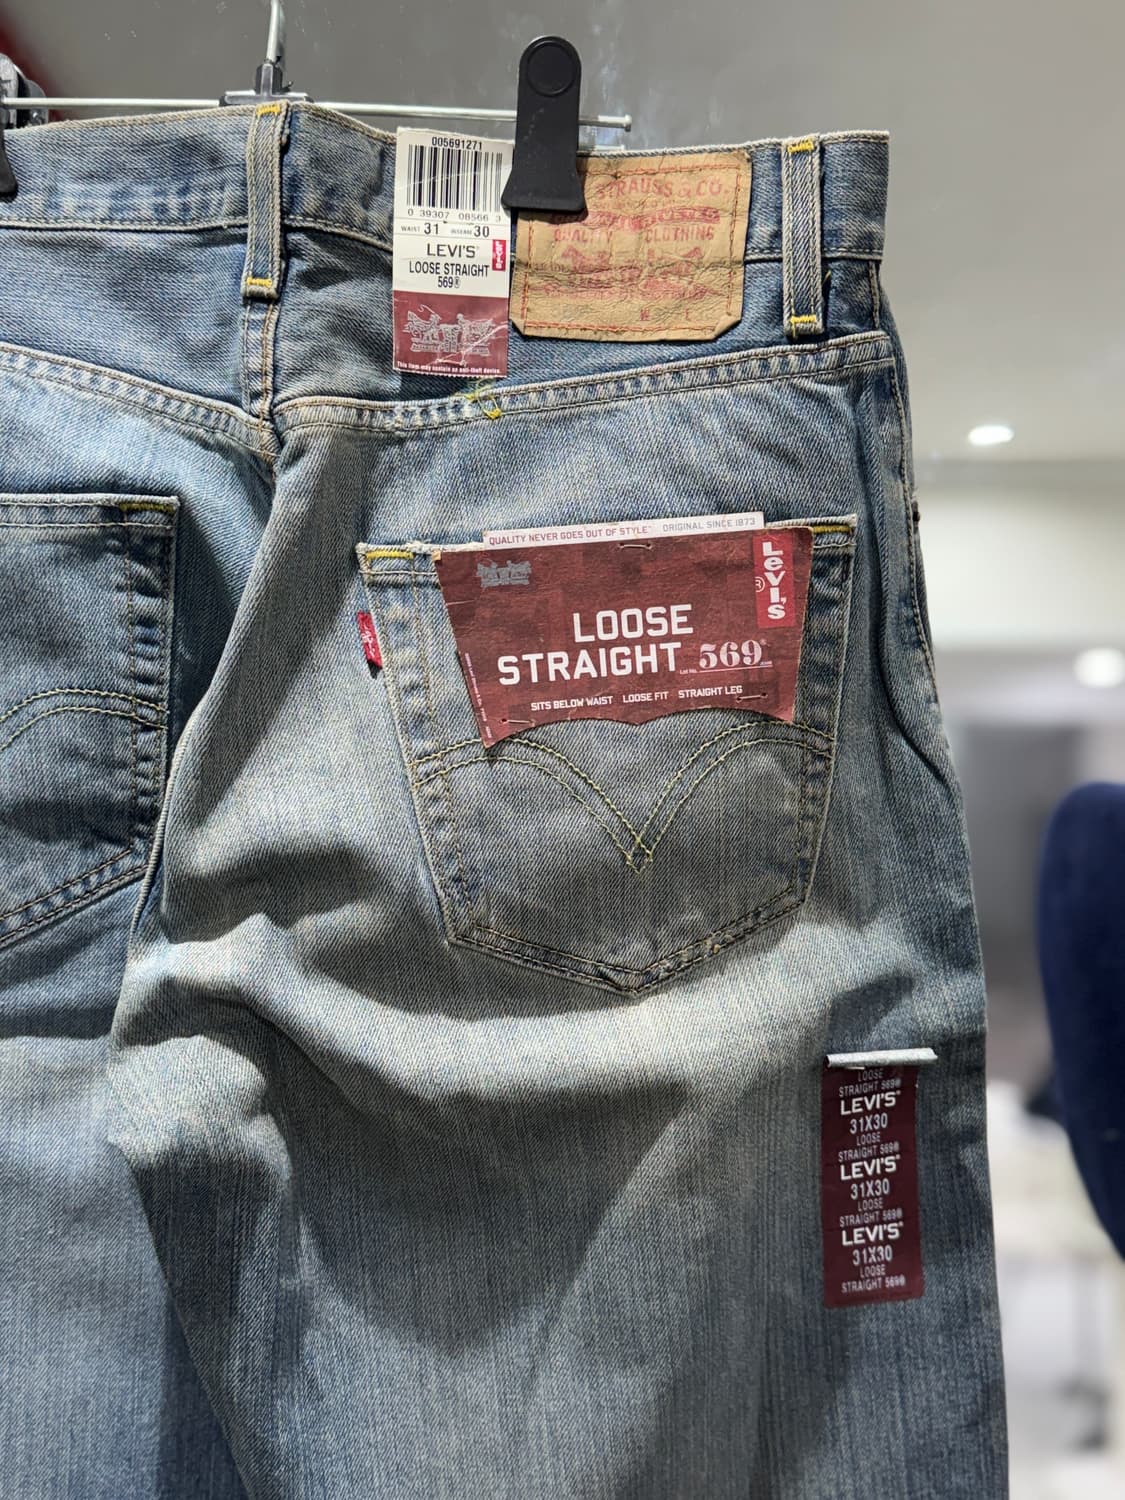 005691271
0 39307 08566 3
WAIST 31 INSEAM 30
LEVI'S®
LEVI'S
LOOSE STRAIGHT
569®
This item may contain an anti-theft device.
STRAUSS & CO.
QUALITY CLOTHING
W L
QUALITY NEVER GOES OUT OF STYLE™ ORIGINAL SINCE 1873
LEVI'S
®
LOOSE
STRAIGHT Lot No. 569®
SITS BELOW WAIST LOOSE FIT STRAIGHT LEG
LOOSE
STRAIGHT 569®
LEVI'S®
31X30
LOOSE
STRAIGHT 569®
LEVI'S®
31X30
LOOSE
STRAIGHT 569®
LEVI'S®
31X30
LOOSE
STRAIGHT 569®